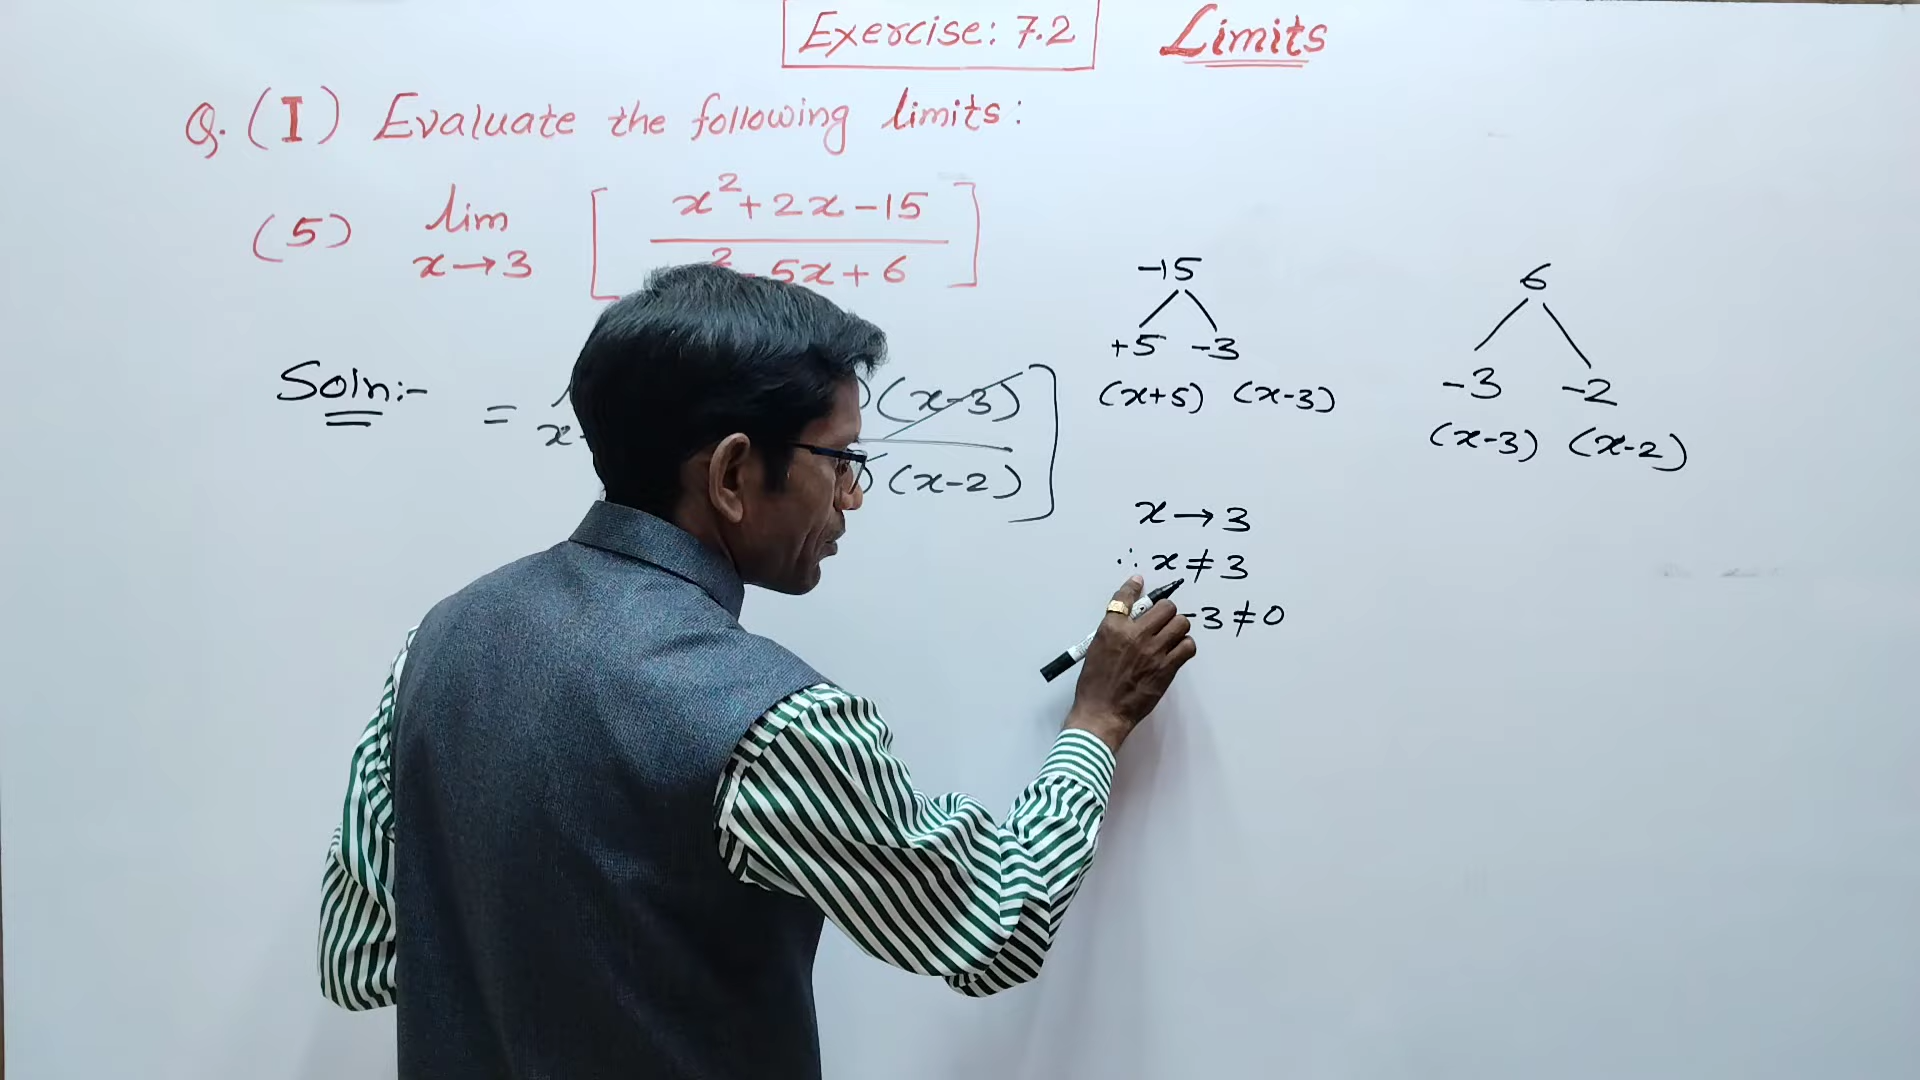 Exercise: 7.2 Limits
Q. (I) Evaluate the following limits:
(5) lim x→3 [ x²+2x-15
² - 5x+6 ]
Soln:-
= x
)(x-3) ]
)(x-2)
-15
+5 -3
(x+5) (x-3)
6
-3 -2
(x-3) (x-2)
x→3
∴ x≠3
-3≠0